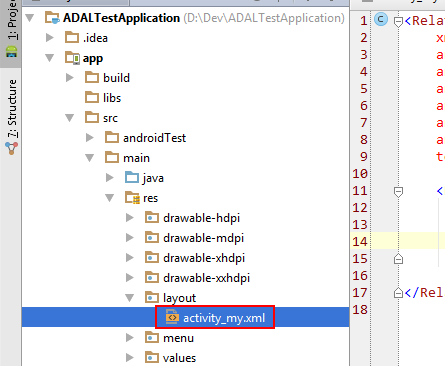 ADALTestApplication (D:\Dev\ADALTestApplication)
.idea
app
build
libs
src
androidTest
main
java
res
drawable-hdpi
drawable-mdpi
drawable-xhdpi
drawable-xxhdpi
layout
activity_my.xml
menu
values
1: Project
7: Structure
1 <Relat
2 xm
3 a
4 a
5 a
6 a
7 a
8 a
9 to
10
11 <
12
13
14
15
16
17 </Rel
18